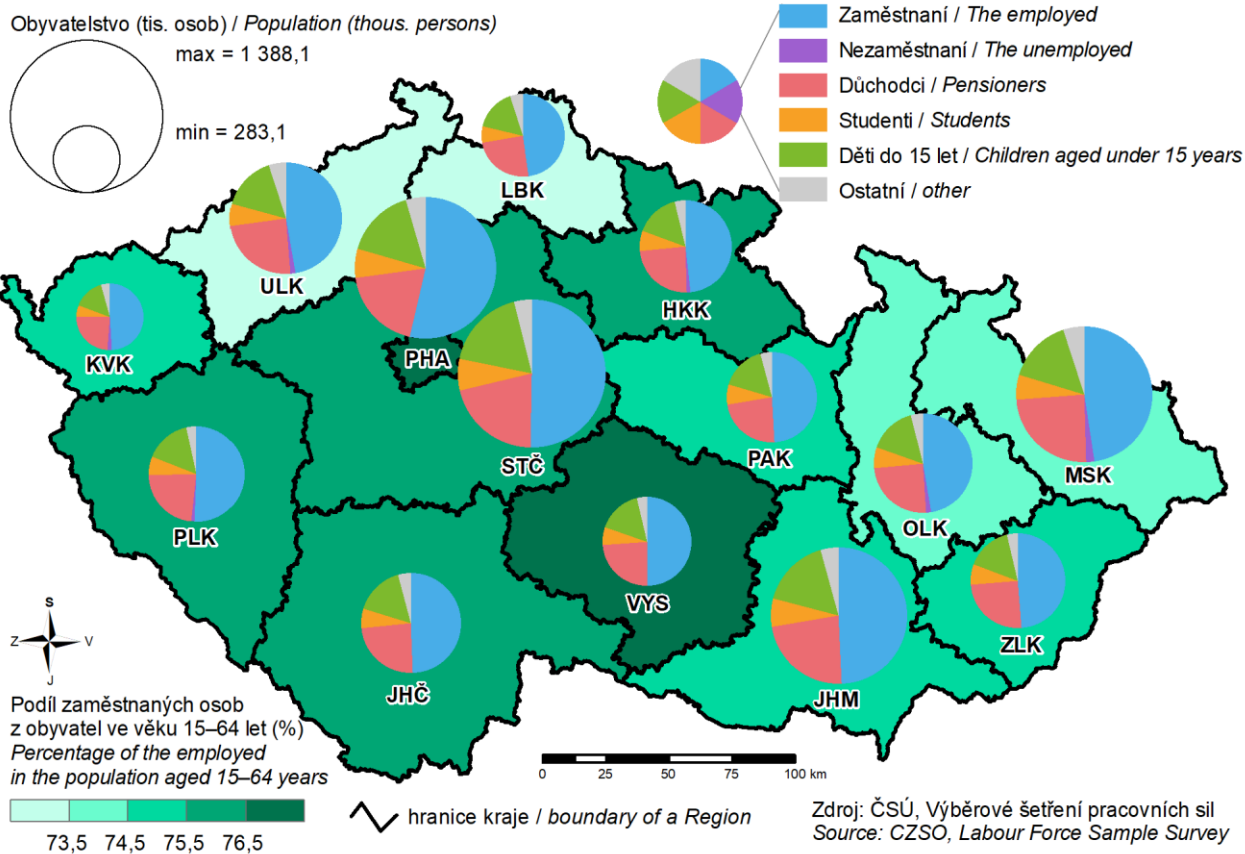 Obyvatelstvo (tis. osob) / Population (thous. persons)
max = 1 388,1
min = 283,1
Zaměstnaní / The employed
Nezaměstnaní / The unemployed
Důchodci / Pensioners
Studenti / Students
Děti do 15 let / Children aged under 15 years
Ostatní / other
LBK
ULK
HKK
KVK
PHA
STČ
PAK
MSK
PLK
OLK
VYS
ZLK
JHČ
JHM
S
Z
V
J
Podíl zaměstnaných osob
z obyvatel ve věku 15–64 let (%)
Percentage of the employed
in the population aged 15–64 years
73,5 74,5 75,5 76,5
0 25 50 75 100 km
hranice kraje / boundary of a Region
Zdroj: ČSÚ, Výběrové šetření pracovních sil
Source: CZSO, Labour Force Sample Survey